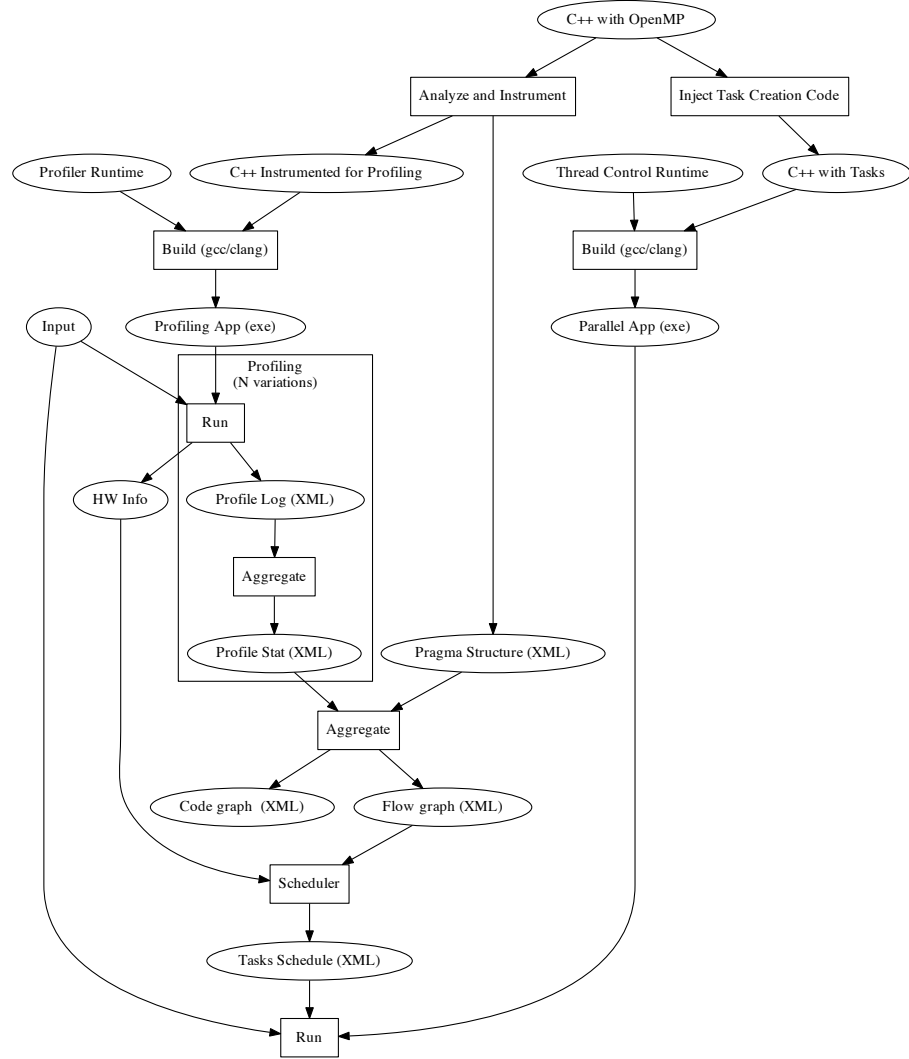 C++ with OpenMP
Analyze and Instrument
Inject Task Creation Code
Profiler Runtime
C++ Instrumented for Profiling
Thread Control Runtime
C++ with Tasks
Build (gcc/clang)
Build (gcc/clang)
Input
Profiling App (exe)
Parallel App (exe)
Profiling
(N variations)
Run
HW Info
Profile Log (XML)
Aggregate
Profile Stat (XML)
Pragma Structure (XML)
Aggregate
Code graph  (XML)
Flow graph (XML)
Scheduler
Tasks Schedule (XML)
Run